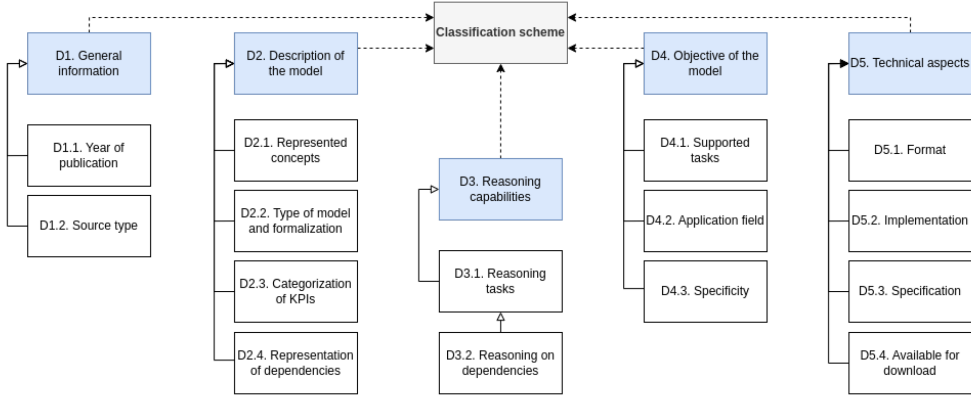 Classification scheme
D1. General
information
D1.1. Year of
publication
D1.2. Source type
D2. Description of
the model
D2.1. Represented
concepts
D2.2. Type of model
and formalization
D2.3. Categorization
of KPIs
D2.4. Representation
of dependencies
D3. Reasoning
capabilities
D3.1. Reasoning
tasks
D3.2. Reasoning on
dependencies
D4. Objective of the
model
D4.1. Supported
tasks
D4.2. Application field
D4.3. Specificity
D5. Technical aspects
D5.1. Format
D5.2. Implementation
D5.3. Specification
D5.4. Available for
download